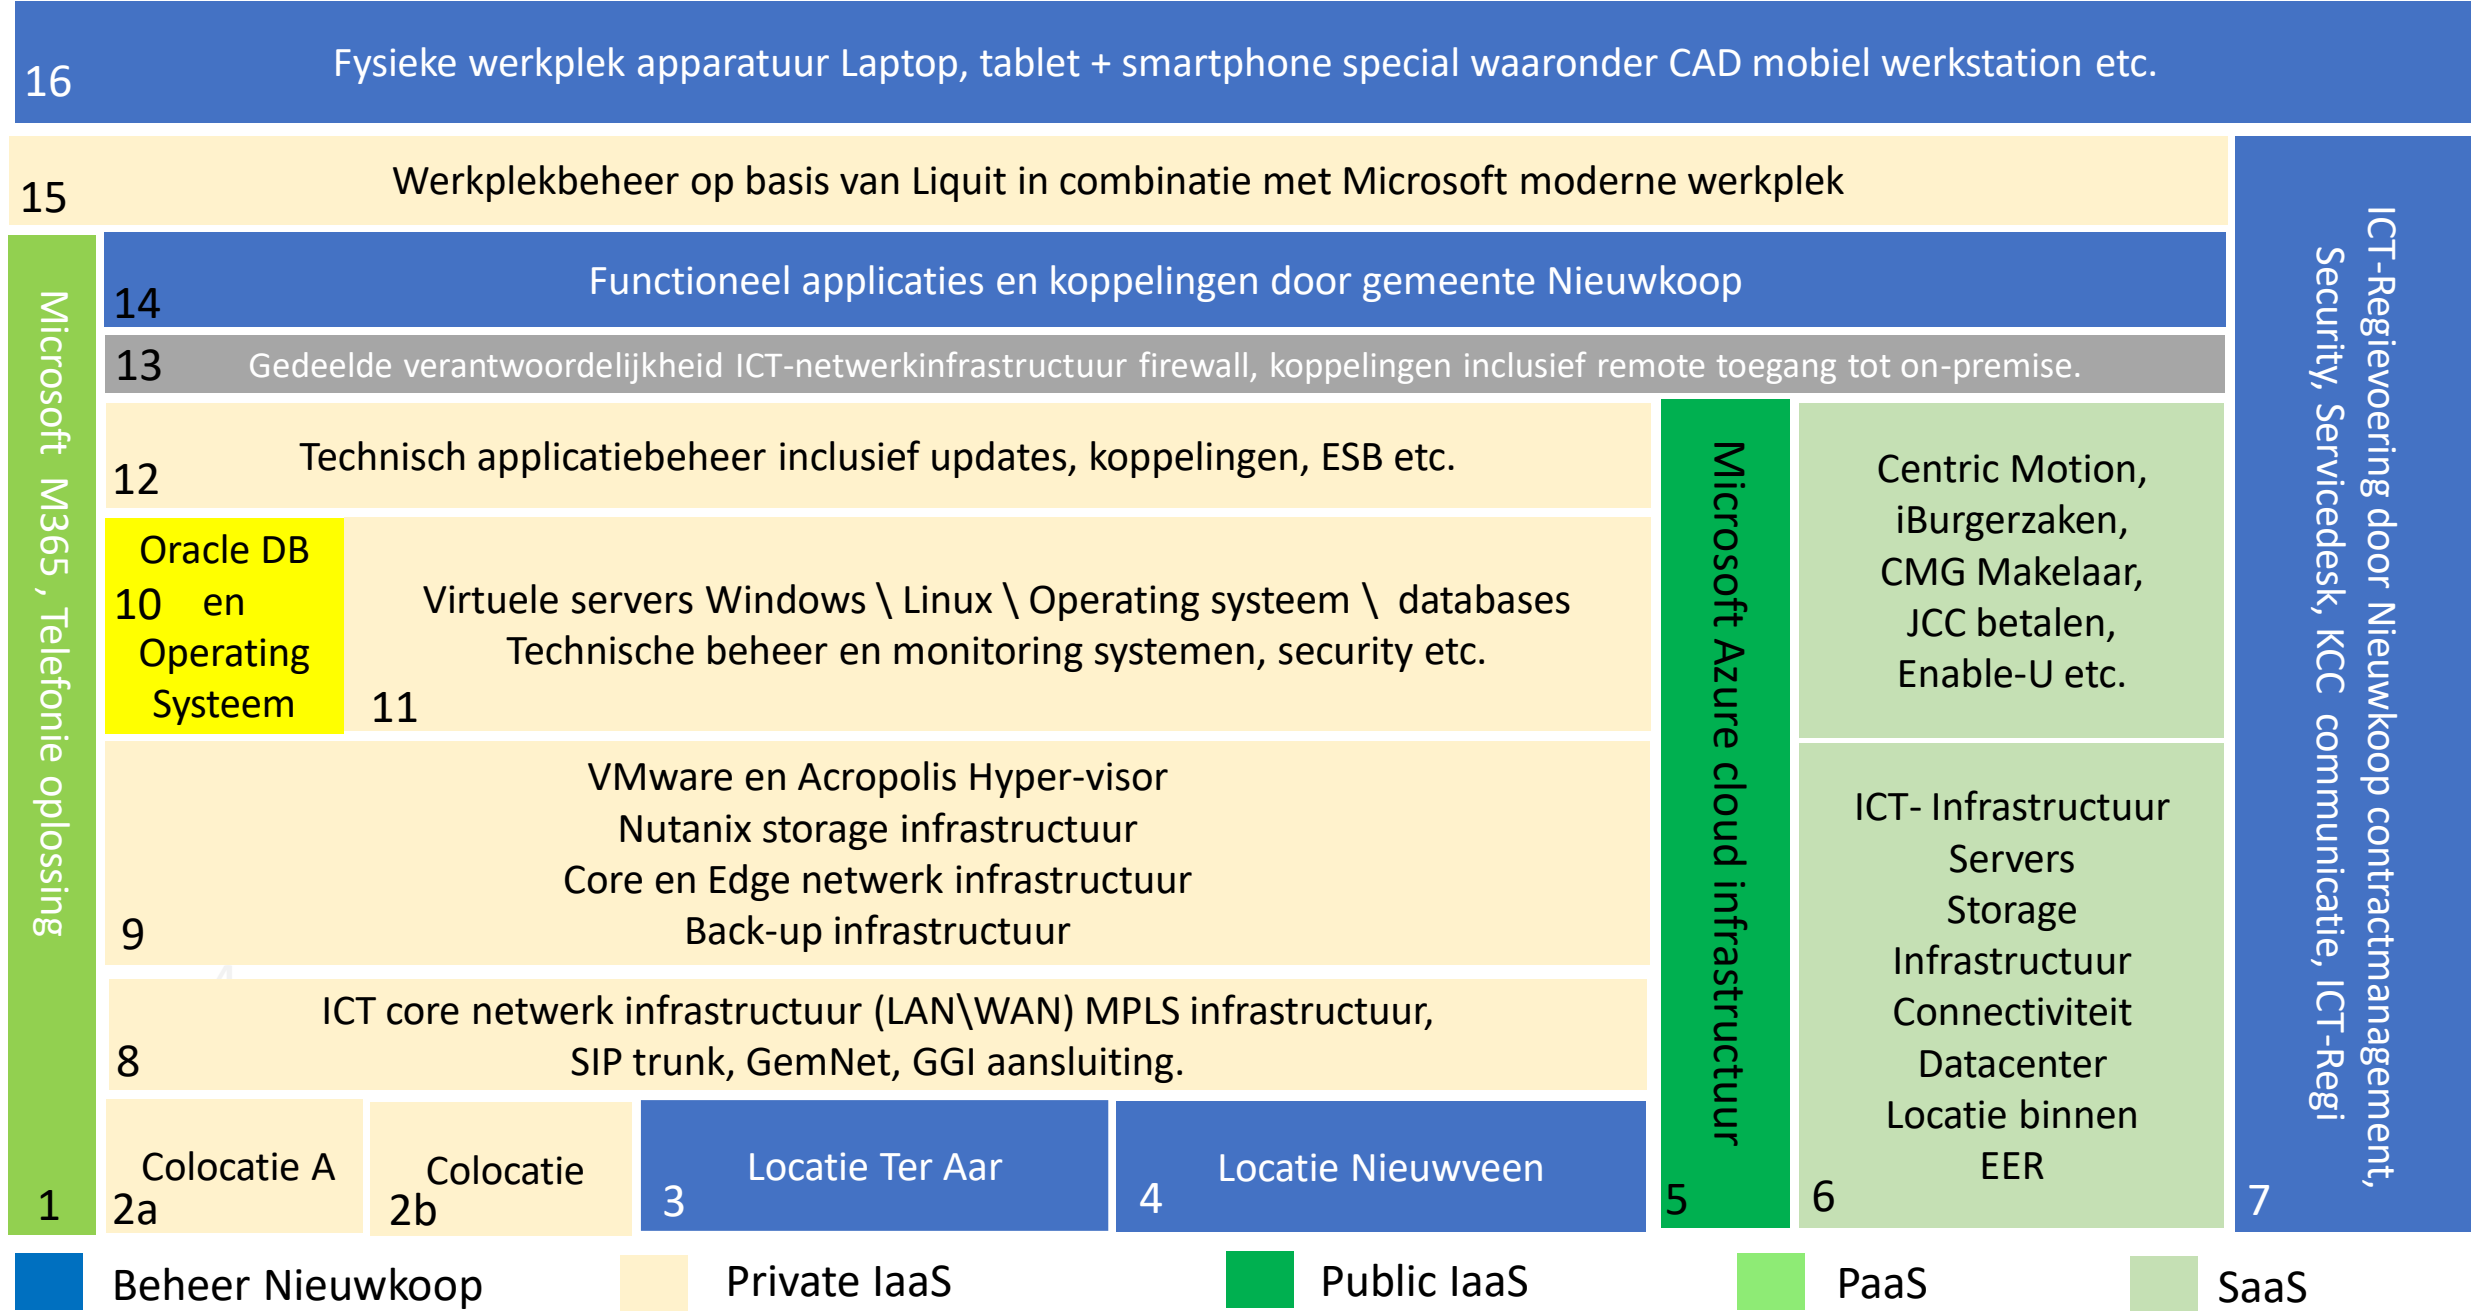 16
Fysieke werkplek apparatuur Laptop, tablet + smartphone special waaronder CAD mobiel werkstation etc.
15
Werkplekbeheer op basis van Liquit in combinatie met Microsoft moderne werkplek
14
Functioneel applicaties en koppelingen door gemeente Nieuwkoop
13
Gedeelde verantwoordelijkheid ICT-netwerkinfrastructuur firewall, koppelingen inclusief remote toegang tot on-premise.
12
Technisch applicatiebeheer inclusief updates, koppelingen, ESB etc.
Oracle DB
10 en
Operating
Systeem
11
Virtuele servers Windows \ Linux \ Operating systeem \ databases
Technische beheer en monitoring systemen, security etc.
9
VMware en Acropolis Hyper-visor
Nutanix storage infrastructuur
Core en Edge netwerk infrastructuur
Back-up infrastructuur
8
ICT core netwerk infrastructuur (LAN\WAN) MPLS infrastructuur,
SIP trunk, GemNet, GGI aansluiting.
Microsoft M365 , Telefonie oplossing
1
Colocatie A
2a
Colocatie
2b
Locatie Ter Aar
3
Locatie Nieuwveen
4
Microsoft Azure cloud infrastructuur
5
Centric Motion,
iBurgerzaken,
CMG Makelaar,
JCC betalen,
Enable-U etc.
ICT- Infrastructuur
Servers
Storage
Infrastructuur
Connectiviteit
Datacenter
Locatie binnen
EER
6
ICT-Regievoering door Nieuwkoop contractmanagement,
Security, Servicedesk, KCC communicatie, ICT-Regi
7
Beheer Nieuwkoop
Private IaaS
Public IaaS
PaaS
SaaS